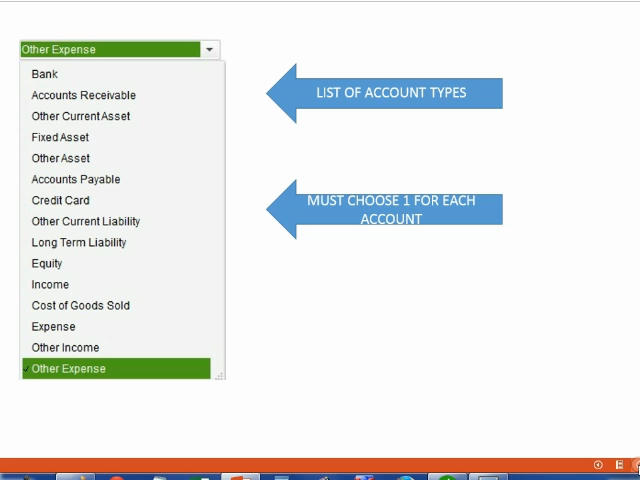 Other Expense
Bank
Accounts Receivable
Other Current Asset
Fixed Asset
Other Asset
Accounts Payable
Credit Card
Other Current Liability
Long Term Liability
Equity
Income
Cost of Goods Sold
Expense
Other Income
Other Expense
LIST OF ACCOUNT TYPES
MUST CHOOSE 1 FOR EACH
ACCOUNT